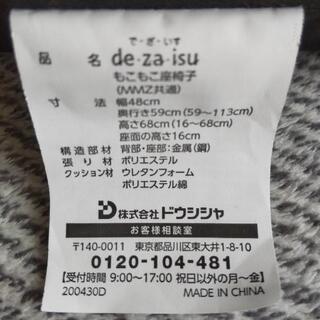 で・ざ・いす
品名 de・za・isu
もこもこ座椅子
(MMZ共通)
寸法 幅48cm
奥行き59cm (59〜113cm)
高さ68cm (16〜68cm)
座面の高さ16cm
構造部材 背部・座部:金属(鋼)
張り材 ポリエステル
クッション材 ウレタンフォーム
ポリエステル綿
株式会社ドウシシャ
お客様相談室
〒140-0011 東京都品川区東大井1-8-10
0120-104-481
【受付時間 9:00〜17:00 祝日以外の月〜金】
200430D MADE IN CHINA